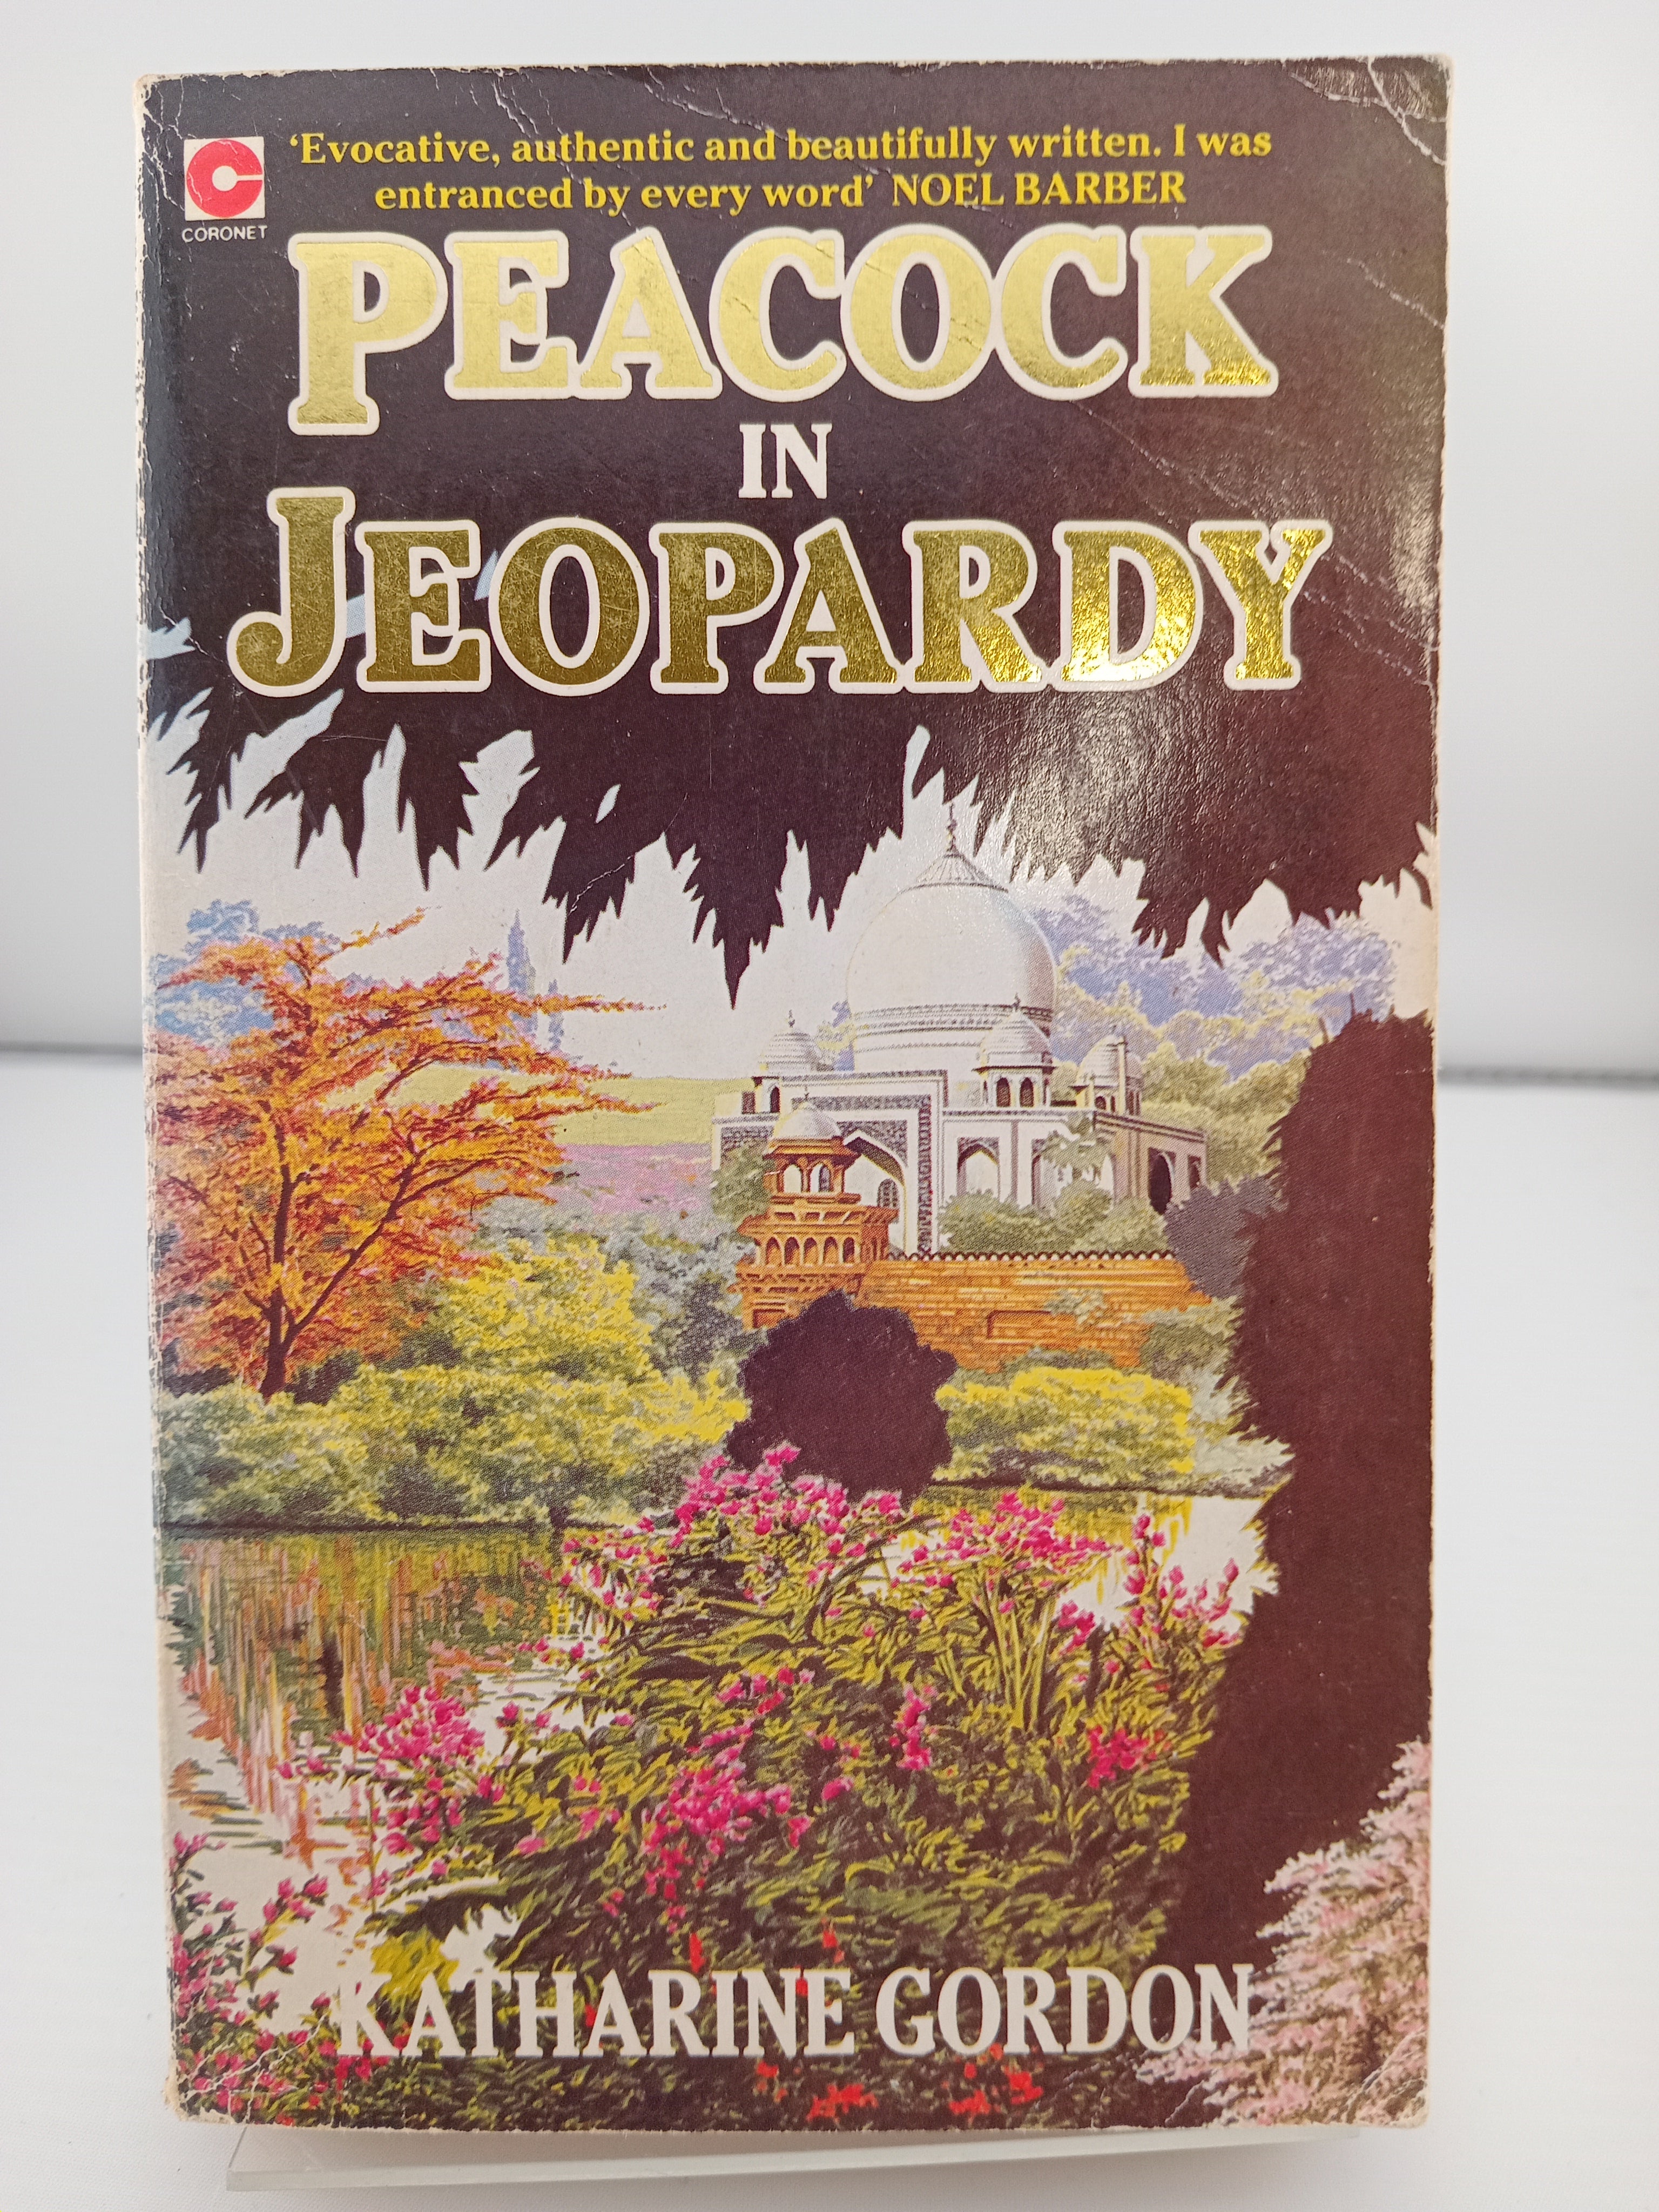 'Evocative, authentic and beautifully written. I was
entranced by every word' NOEL BARBER
CORONET
PEACOCK
IN
JEOPARDY
KATHARINE GORDON